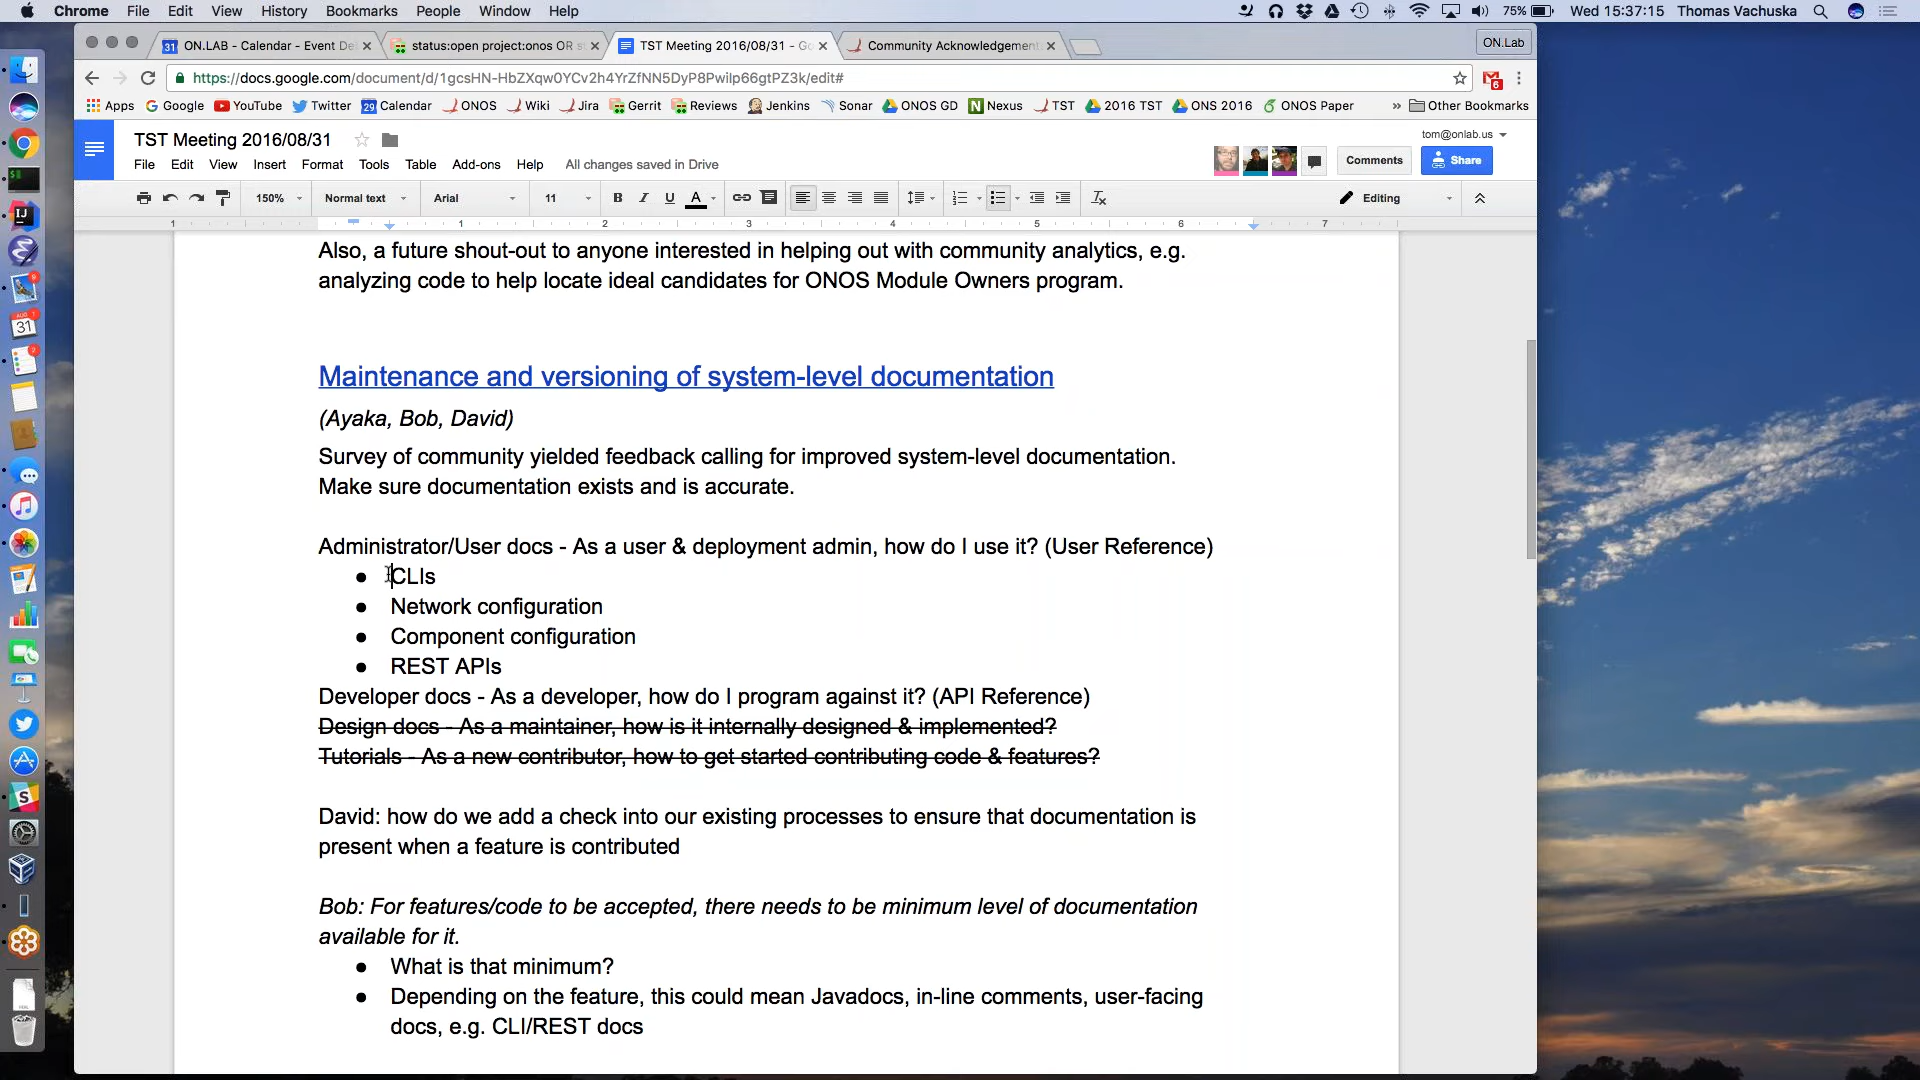 Chrome File Edit View History Bookmarks People Window Help 75% Wed 15:37:15 Thomas Vachuska
ON.LAB - Calendar - Event De status:open project:onos OR s TST Meeting 2016/08/31 - Go Community Acknowledgement ON.Lab
https://docs.google.com/document/d/1gcsHN-HbZXqw0YCv2h4YrZfNN5DyP8Pwilp66gtPZ3k/edit#
Apps Google YouTube Twitter Calendar ONOS Wiki Jira Gerrit Reviews Jenkins Sonar ONOS GD Nexus TST 2016 TST ONS 2016 ONOS Paper » Other Bookmarks
TST Meeting 2016/08/31 tom@onlab.us
File Edit View Insert Format Tools Table Add-ons Help All changes saved in Drive Comments Share
150% Normal text Arial 11 B I U A Editing
1 1 2 3 4 5 6 7
Also, a future shout-out to anyone interested in helping out with community analytics, e.g.
analyzing code to help locate ideal candidates for ONOS Module Owners program.
Maintenance and versioning of system-level documentation
(Ayaka, Bob, David)
Survey of community yielded feedback calling for improved system-level documentation.
Make sure documentation exists and is accurate.
Administrator/User docs - As a user & deployment admin, how do I use it? (User Reference)
● CLIs
● Network configuration
● Component configuration
● REST APIs
Developer docs - As a developer, how do I program against it? (API Reference)
Design docs - As a maintainer, how is it internally designed & implemented?
Tutorials - As a new contributor, how to get started contributing code & features?
David: how do we add a check into our existing processes to ensure that documentation is
present when a feature is contributed
Bob: For features/code to be accepted, there needs to be minimum level of documentation
available for it.
● What is that minimum?
● Depending on the feature, this could mean Javadocs, in-line comments, user-facing
docs, e.g. CLI/REST docs